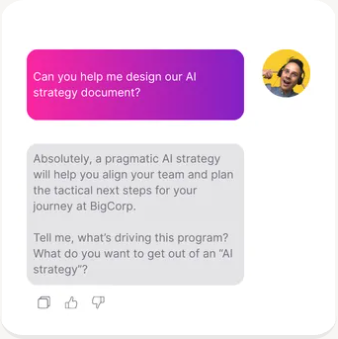 Can you help me design our AI
strategy document?
Absolutely, a pragmatic AI strategy
will help you align your team and plan
the tactical next steps for your
journey at BigCorp.
Tell me, what’s driving this program?
What do you want to get out of an “AI
strategy”?